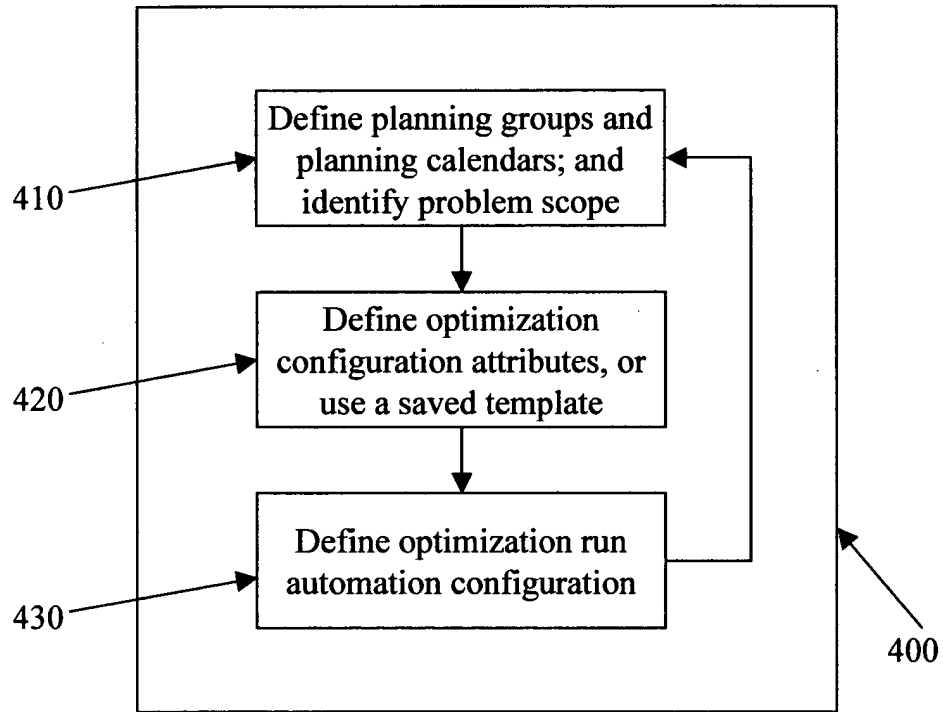 Define planning groups and
planning calendars; and
identify problem scope
410
Define optimization
configuration attributes, or
use a saved template
420
Define optimization run
automation configuration
430
400